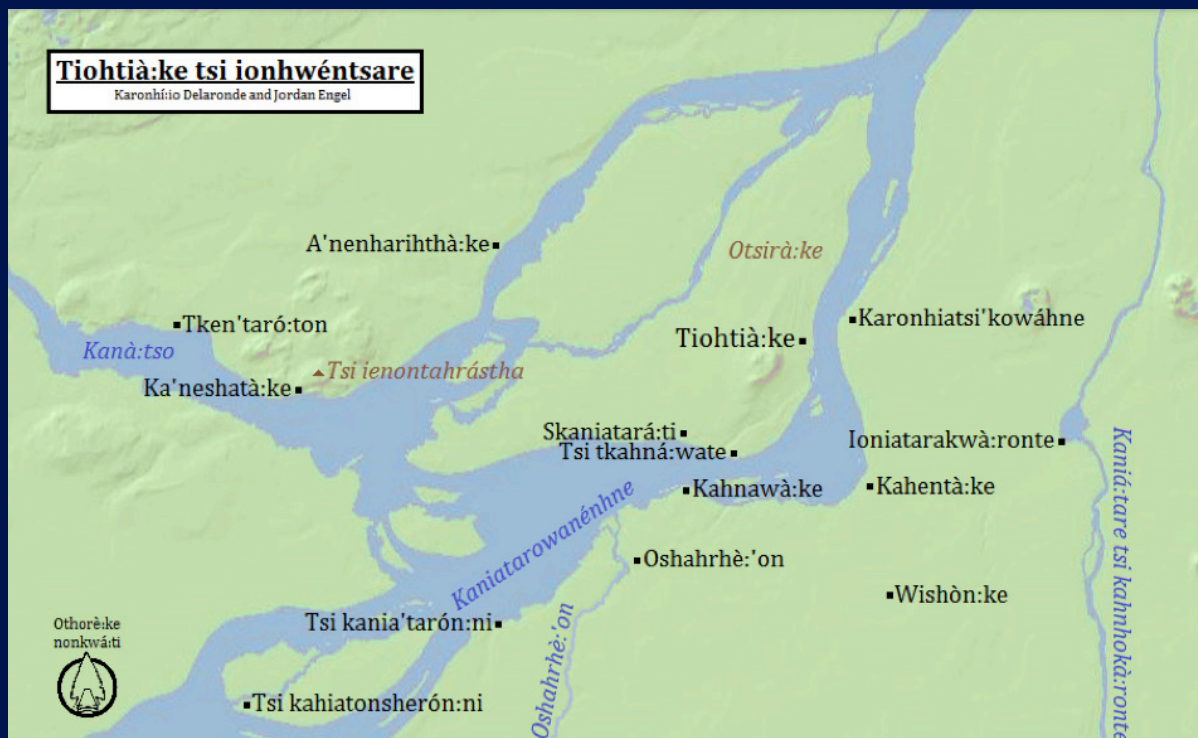 Tiohtià:ke tsi ionhwéntsare
Karonhí:io Delaronde and Jordan Engel
A'nenharihthà:ke
Otsirà:ke
Tken'taró:ton
Karonhiatsi'kowáhne
Tiohtià:ke
Kanà:tso
Tsi ienontahrástha
Ka'neshatà:ke
Skaniatará:ti
Ioniatarakwà:ronte
Tsi tkahná:wate
Kahnawà:ke
Kahentà:ke
Kaniá:tare tsi kahnhokà:ronte
Kaniatarowanénhne
Oshahrhè:'on
Wishòn:ke
Tsi kania'tarón:ni
Othorè:ke
nonkwá:ti
Oshahrhè:'on
Tsi kahiatonsherón:ni